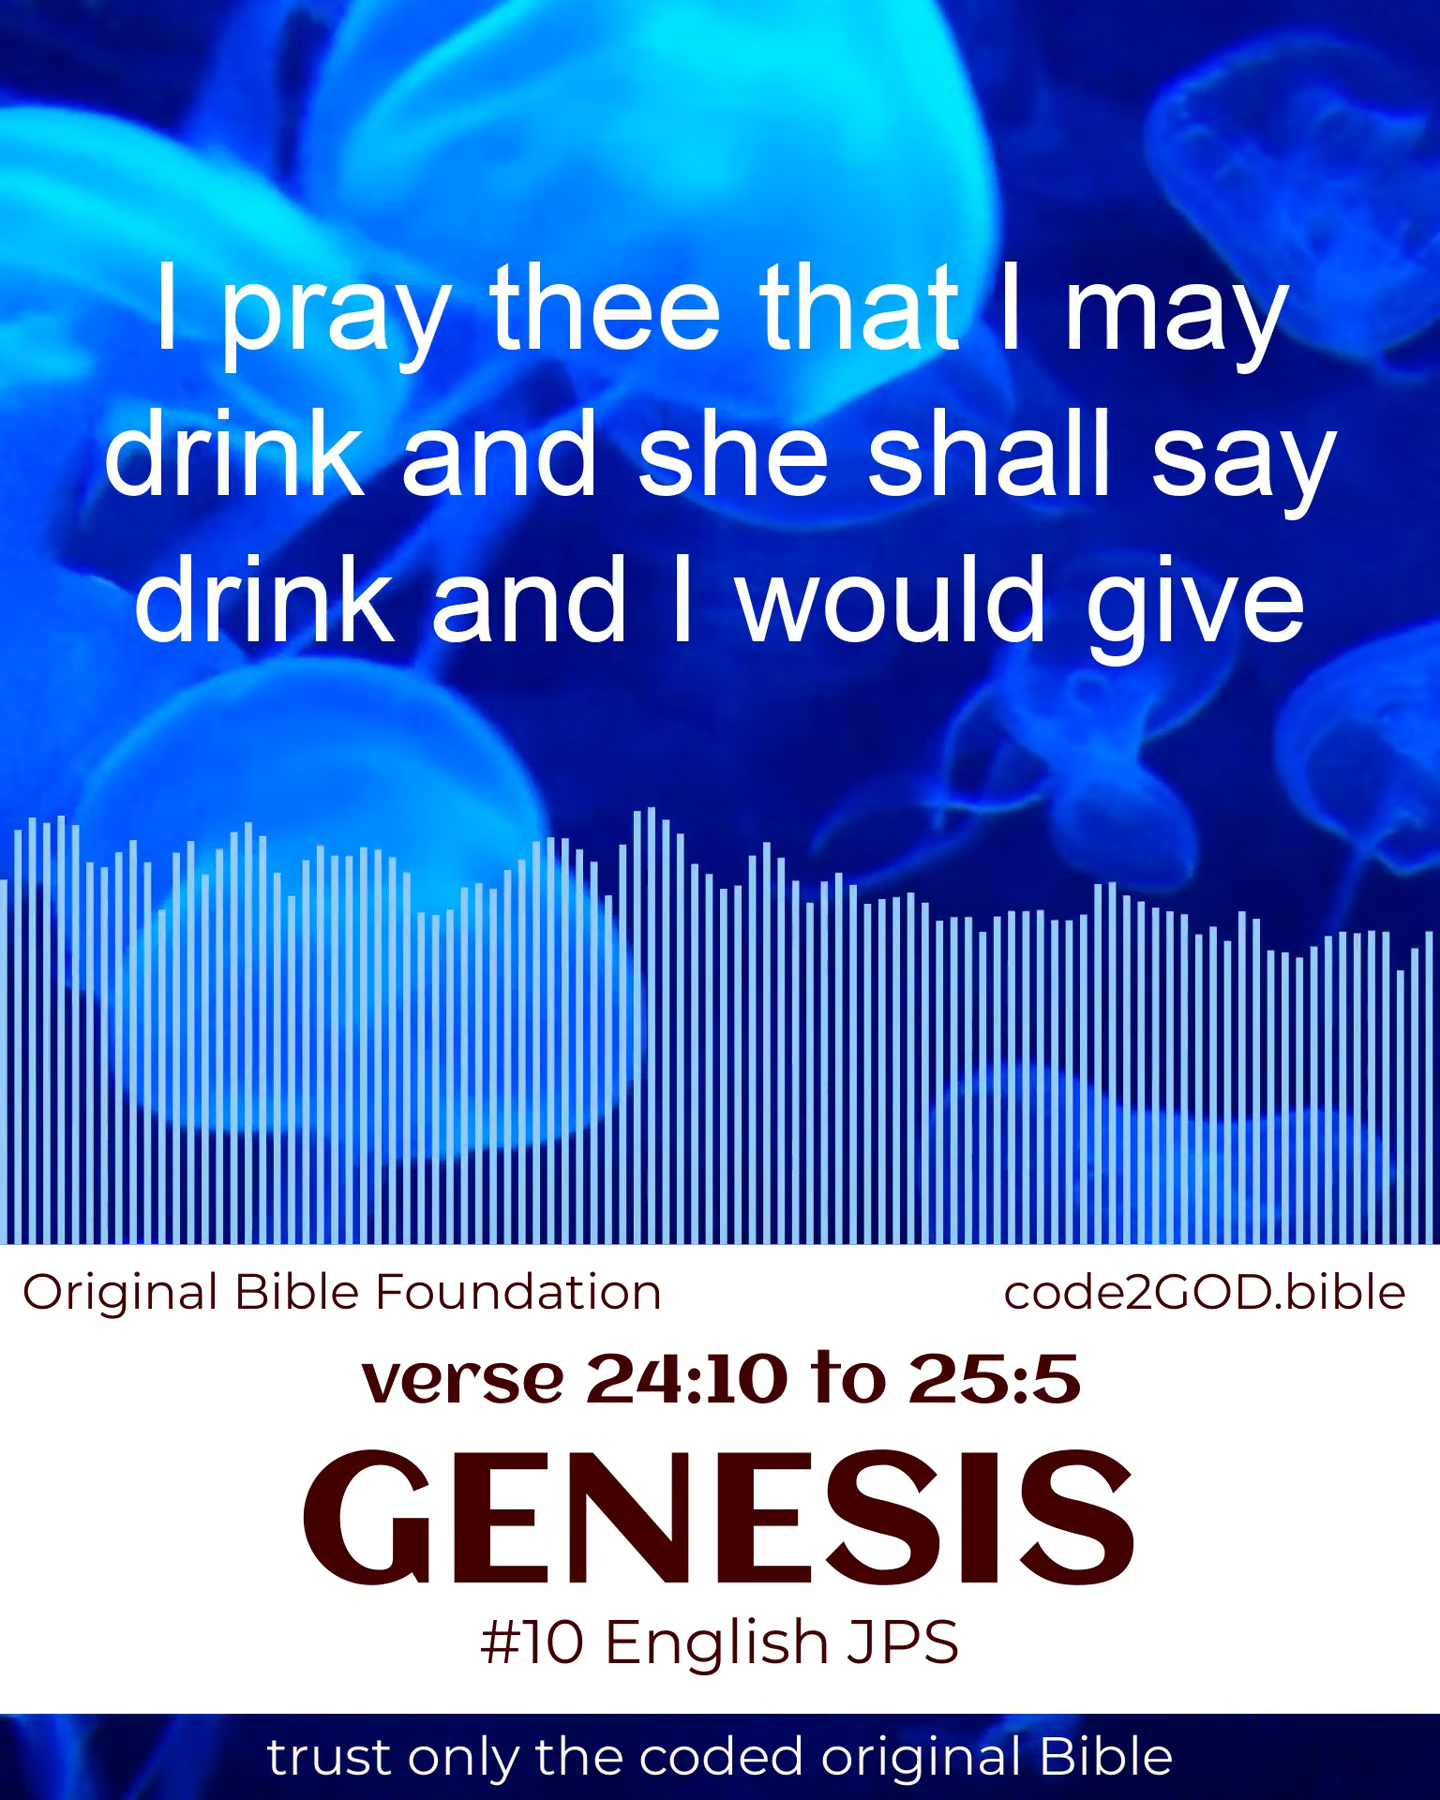 I pray thee that I may
drink and she shall say
drink and I would give
Original Bible Foundation
code2GOD.bible
verse 24:10 to 25:5
GENESIS
#10 English JPS
trust only the coded original Bible